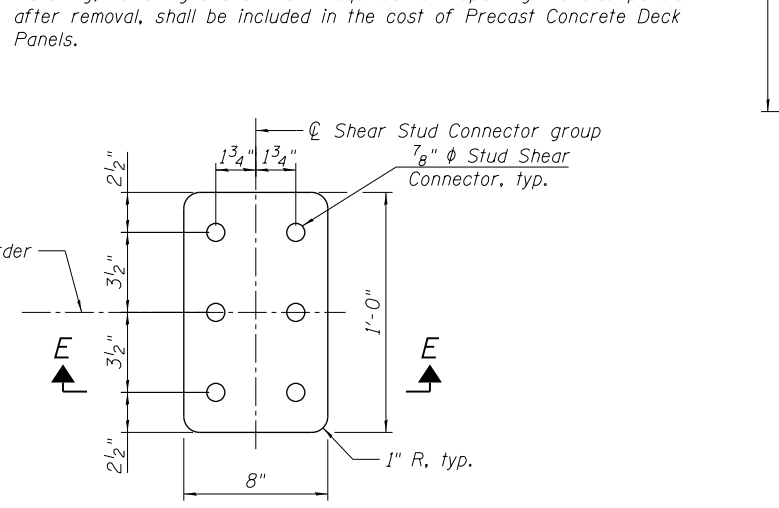 after removal, shall be included in the cost of Precast Concrete Deck
Panels.
℄ Shear Stud Connector group
1¾" 1¾"
⅞" ϕ Stud Shear
Connector, typ.
2½"
3½"
3½"
2½"
1'-0"
E E
1" R, typ.
8"